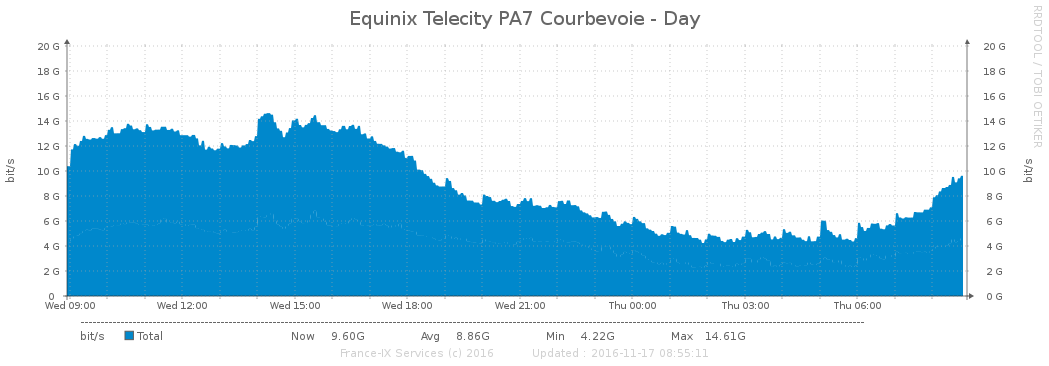 Equinix Telecity PA7 Courbevoie - Day
RRDTOOL / TOBI OETIKER
20 G 20 G
18 G 18 G
16 G 16 G
14 G 14 G
12 G 12 G
10 G 10 G
8 G 8 G
6 G 6 G
4 G 4 G
2 G 2 G
0 0 G
bit/s bit/s
Wed 09:00 Wed 12:00 Wed 15:00 Wed 18:00 Wed 21:00 Thu 00:00 Thu 03:00 Thu 06:00
bit/s Total Now 9.60G Avg 8.86G Min 4.22G Max 14.61G
France-IX Services (c) 2016 Updated : 2016-11-17 08:55:11